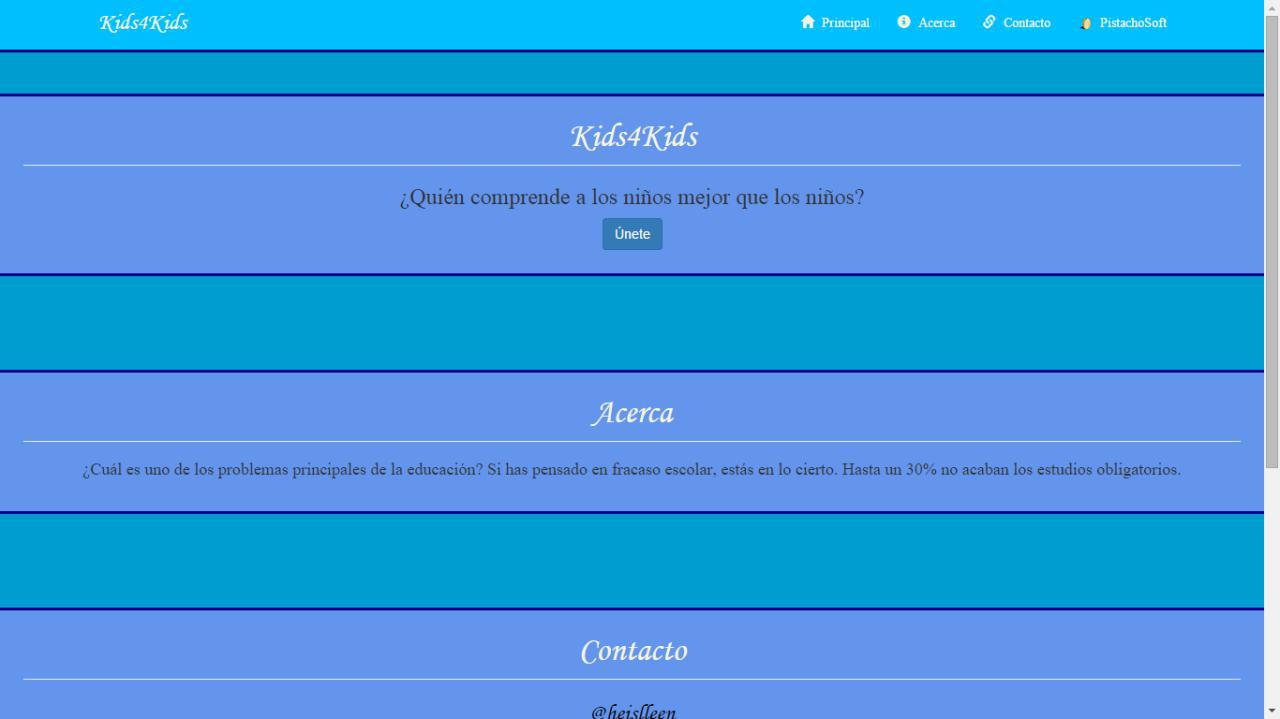 Kids4Kids
Principal
Acerca
Contacto
PistachoSoft
Kids4Kids
¿Quién comprende a los niños mejor que los niños?
Únete
Acerca
¿Cuál es uno de los problemas principales de la educación? Si has pensado en fracaso escolar, estás en lo cierto. Hasta un 30% no acaban los estudios obligatorios.
Contacto
@heislleen